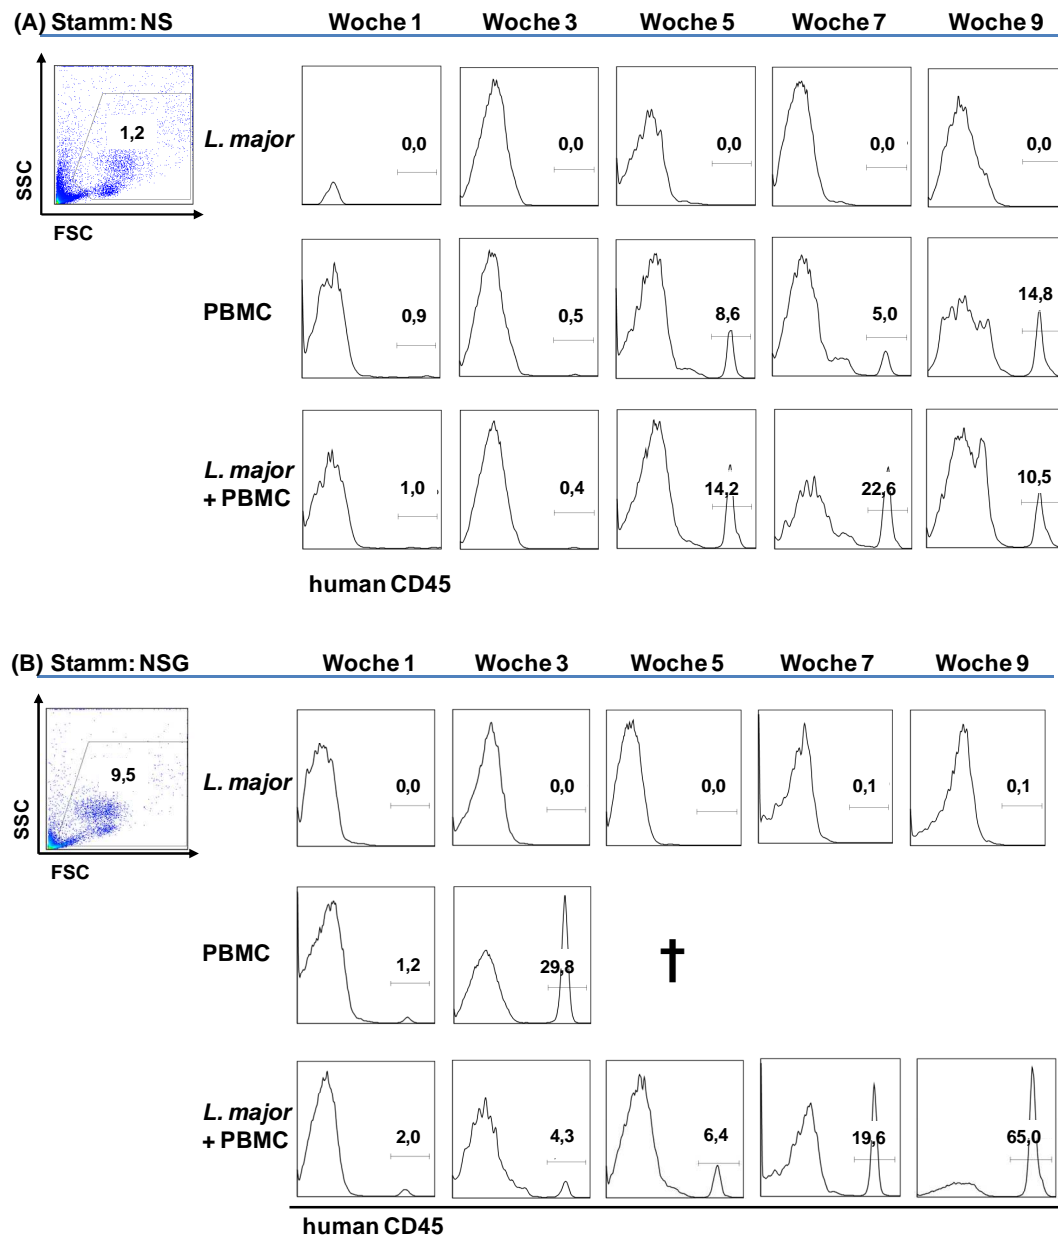 (A) Stamm: NS Woche 1 Woche 3 Woche 5 Woche 7 Woche 9
SSC
1,2
FSC
L. major
0,0 0,0 0,0 0,0 0,0
PBMC
0,9 0,5 8,6 5,0 14,8
L. major
+ PBMC
1,0 0,4 14,2 22,6 10,5
human CD45
(B) Stamm: NSG Woche 1 Woche 3 Woche 5 Woche 7 Woche 9
SSC
9,5
FSC
L. major
0,0 0,0 0,0 0,1 0,1
PBMC
1,2 29,8 †
L. major
+ PBMC
2,0 4,3 6,4 19,6 65,0
human CD45